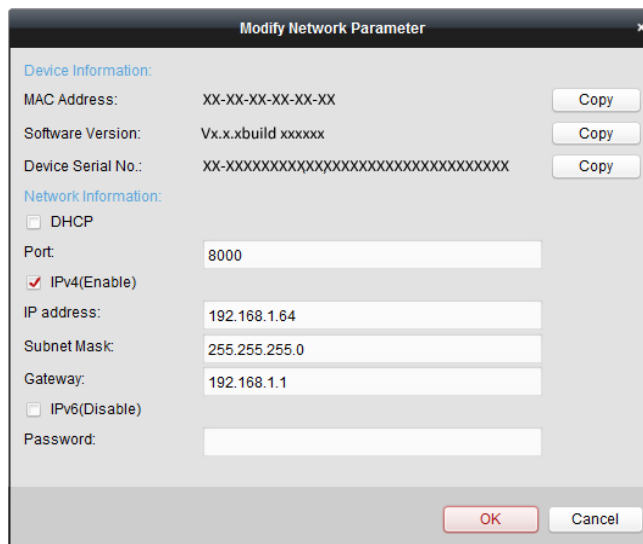 Modify Network Parameter ×
Device Information:
MAC Address: XX-XX-XX-XX-XX-XX Copy
Software Version: Vx.x.xbuild xxxxxx Copy
Device Serial No.: XX-XXXXXXXXXXXXXXXXXXXXXXXXXXXXXXX Copy
Network Information:
DHCP
Port: 8000
IPv4(Enable)
IP address: 192.168.1.64
Subnet Mask: 255.255.255.0
Gateway: 192.168.1.1
IPv6(Disable)
Password:
OK Cancel